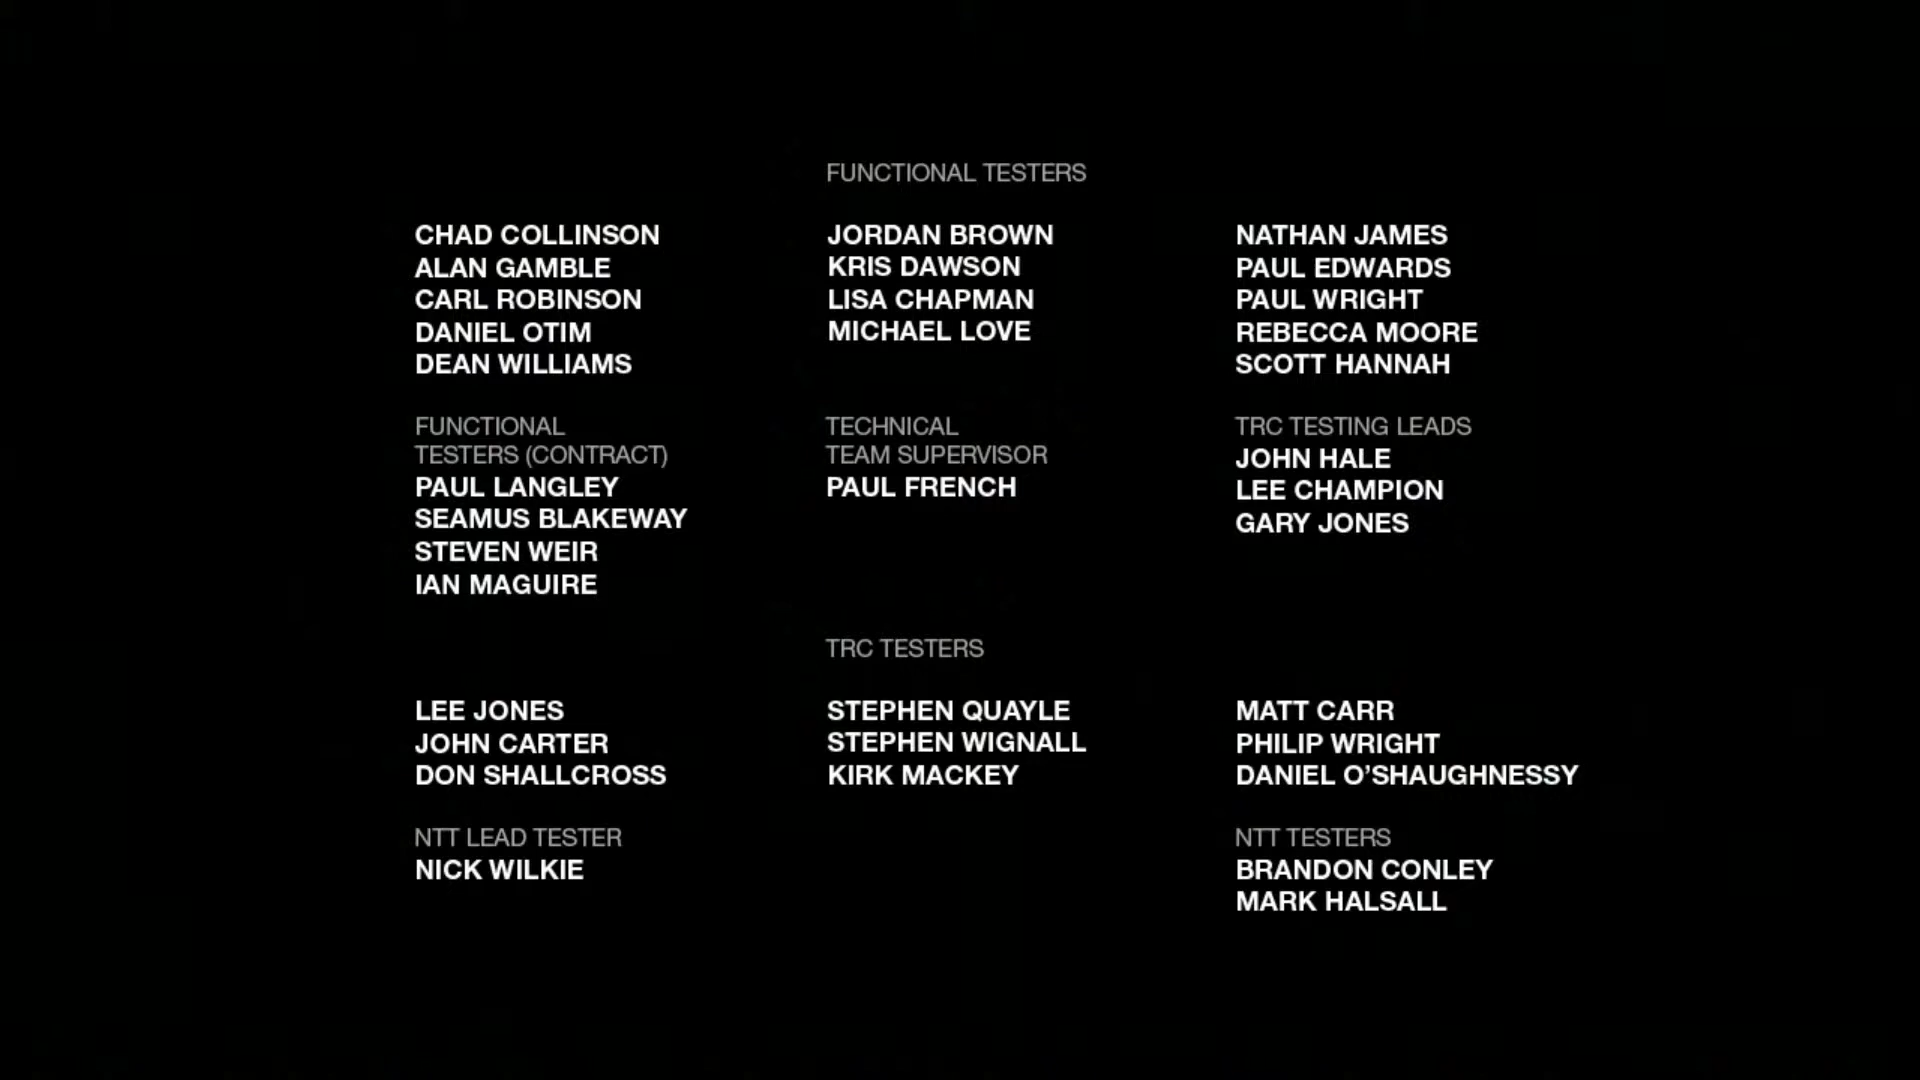 FUNCTIONAL TESTERS
CHAD COLLINSON
ALAN GAMBLE
CARL ROBINSON
DANIEL OTIM
DEAN WILLIAMS
JORDAN BROWN
KRIS DAWSON
LISA CHAPMAN
MICHAEL LOVE
NATHAN JAMES
PAUL EDWARDS
PAUL WRIGHT
REBECCA MOORE
SCOTT HANNAH
FUNCTIONAL
TESTERS (CONTRACT)
PAUL LANGLEY
SEAMUS BLAKEWAY
STEVEN WEIR
IAN MAGUIRE
TECHNICAL
TEAM SUPERVISOR
PAUL FRENCH
TRC TESTING LEADS
JOHN HALE
LEE CHAMPION
GARY JONES
TRC TESTERS
LEE JONES
JOHN CARTER
DON SHALLCROSS
STEPHEN QUAYLE
STEPHEN WIGNALL
KIRK MACKEY
MATT CARR
PHILIP WRIGHT
DANIEL O’SHAUGHNESSY
NTT LEAD TESTER
NICK WILKIE
NTT TESTERS
BRANDON CONLEY
MARK HALSALL